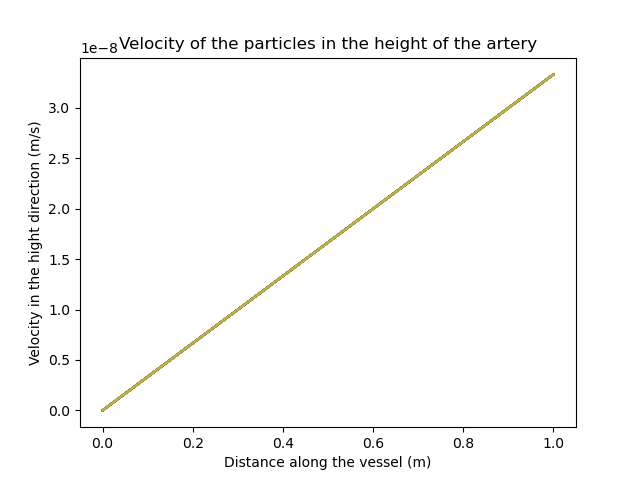 Velocity of the particles in the height of the artery
1e−8
3.0
2.5
2.0
1.5
1.0
0.5
0.0
Velocity in the hight direction (m/s)
0.0 0.2 0.4 0.6 0.8 1.0
Distance along the vessel (m)